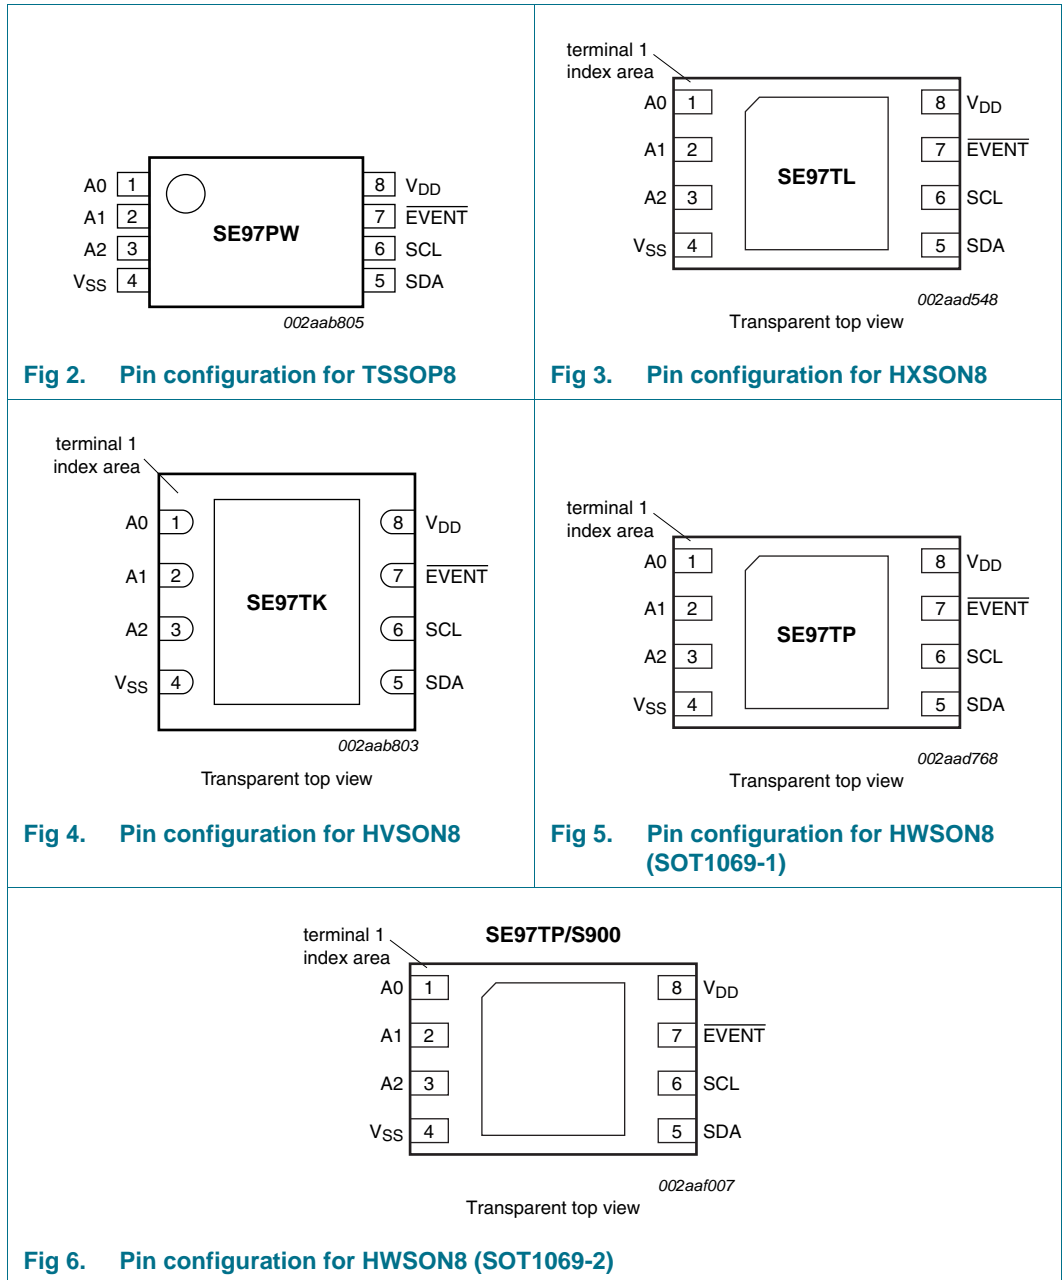 A0 1
A1 2
A2 3
VSS 4
SE97PW
8 VDD
7 EVENT
6 SCL
5 SDA
002aab805
Fig 2. Pin configuration for TSSOP8
terminal 1
index area
A0 1
A1 2
A2 3
VSS 4
SE97TL
8 VDD
7 EVENT
6 SCL
5 SDA
002aad548
Transparent top view
Fig 3. Pin configuration for HXSON8
terminal 1
index area
A0 1
A1 2
A2 3
VSS 4
SE97TK
8 VDD
7 EVENT
6 SCL
5 SDA
002aab803
Transparent top view
Fig 4. Pin configuration for HVSON8
terminal 1
index area
A0 1
A1 2
A2 3
VSS 4
SE97TP
8 VDD
7 EVENT
6 SCL
5 SDA
002aad768
Transparent top view
Fig 5. Pin configuration for HWSON8
(SOT1069-1)
SE97TP/S900
terminal 1
index area
A0 1
A1 2
A2 3
VSS 4
8 VDD
7 EVENT
6 SCL
5 SDA
002aaf007
Transparent top view
Fig 6. Pin configuration for HWSON8 (SOT1069-2)